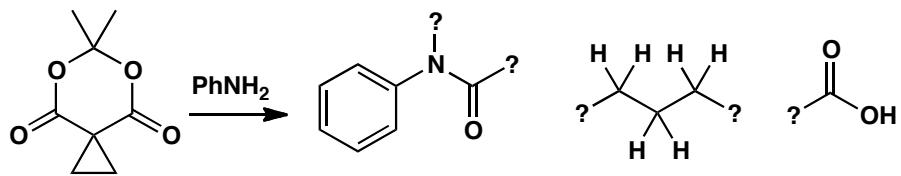 O O O O
PhNH2
? N ? O
H H H H ? ? H H
O ? OH